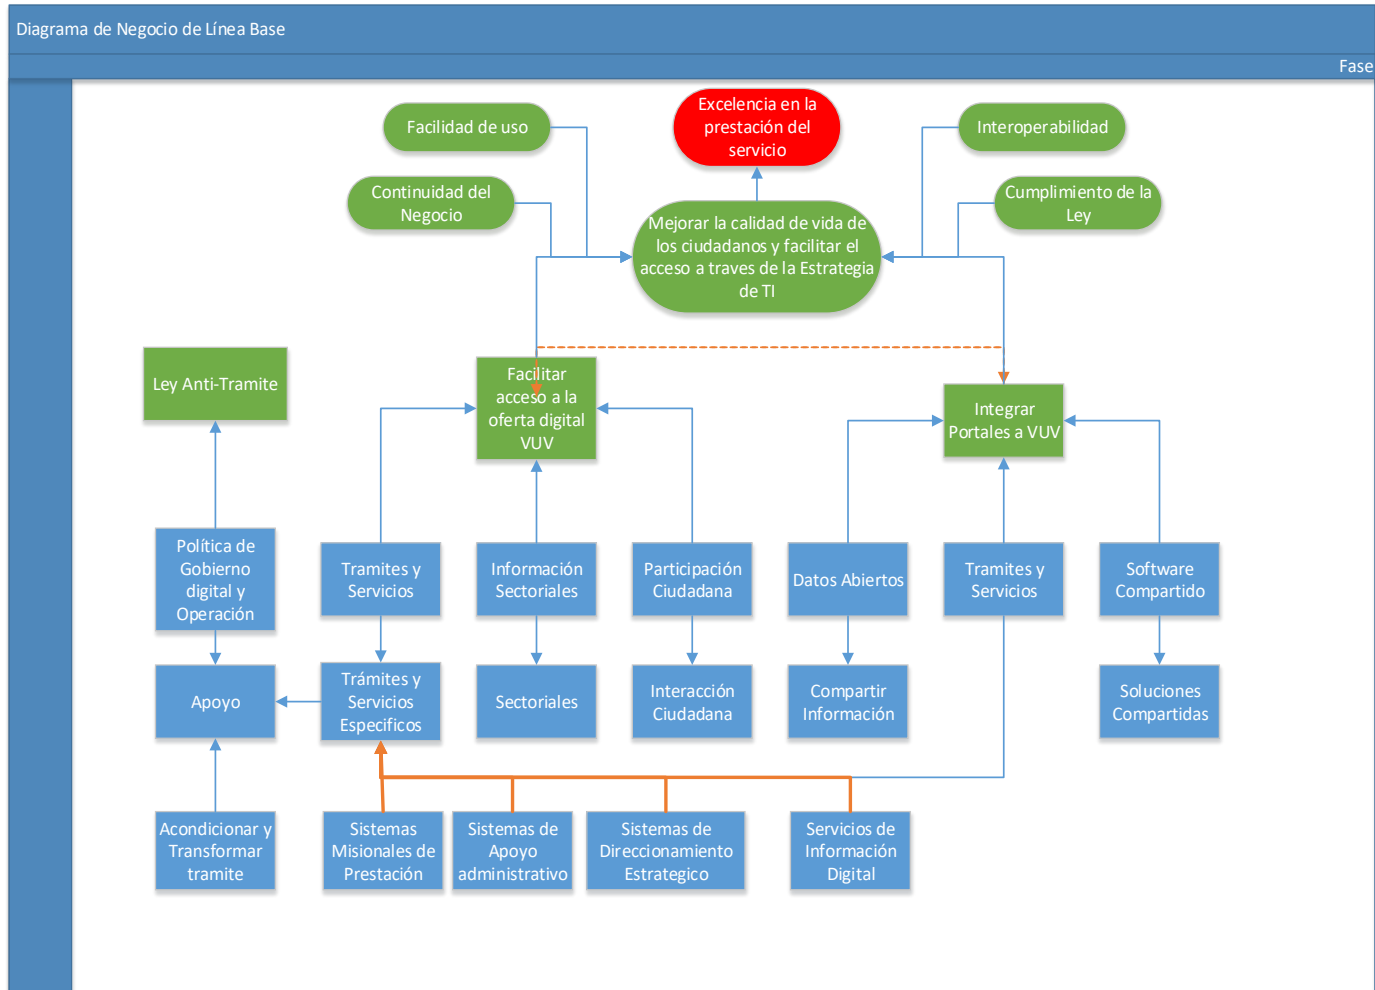 Diagrama de Negocio de Línea Base
Fase
Facilidad de uso
Excelencia en la
prestación del
servicio
Interoperabilidad
Continuidad del
Negocio
Mejorar la calidad de vida de
los ciudadanos y facilitar el
acceso a traves de la Estrategia
de TI
Cumplimiento de la
Ley
Ley Anti-Tramite
Facilitar
acceso a la
oferta digital
VUV
Integrar
Portales a VUV
Política de
Gobierno
digital y
Operación
Tramites y
Servicios
Información
Sectoriales
Participación
Ciudadana
Datos Abiertos
Tramites y
Servicios
Software
Compartido
Apoyo
Trámites y
Servicios
Especificos
Sectoriales
Interacción
Ciudadana
Compartir
Información
Soluciones
Compartidas
Acondicionar y
Transformar
tramite
Sistemas
Misionales de
Prestación
Sistemas de
Apoyo
administrativo
Sistemas de
Direccionamiento
Estrategico
Servicios de
Información
Digital